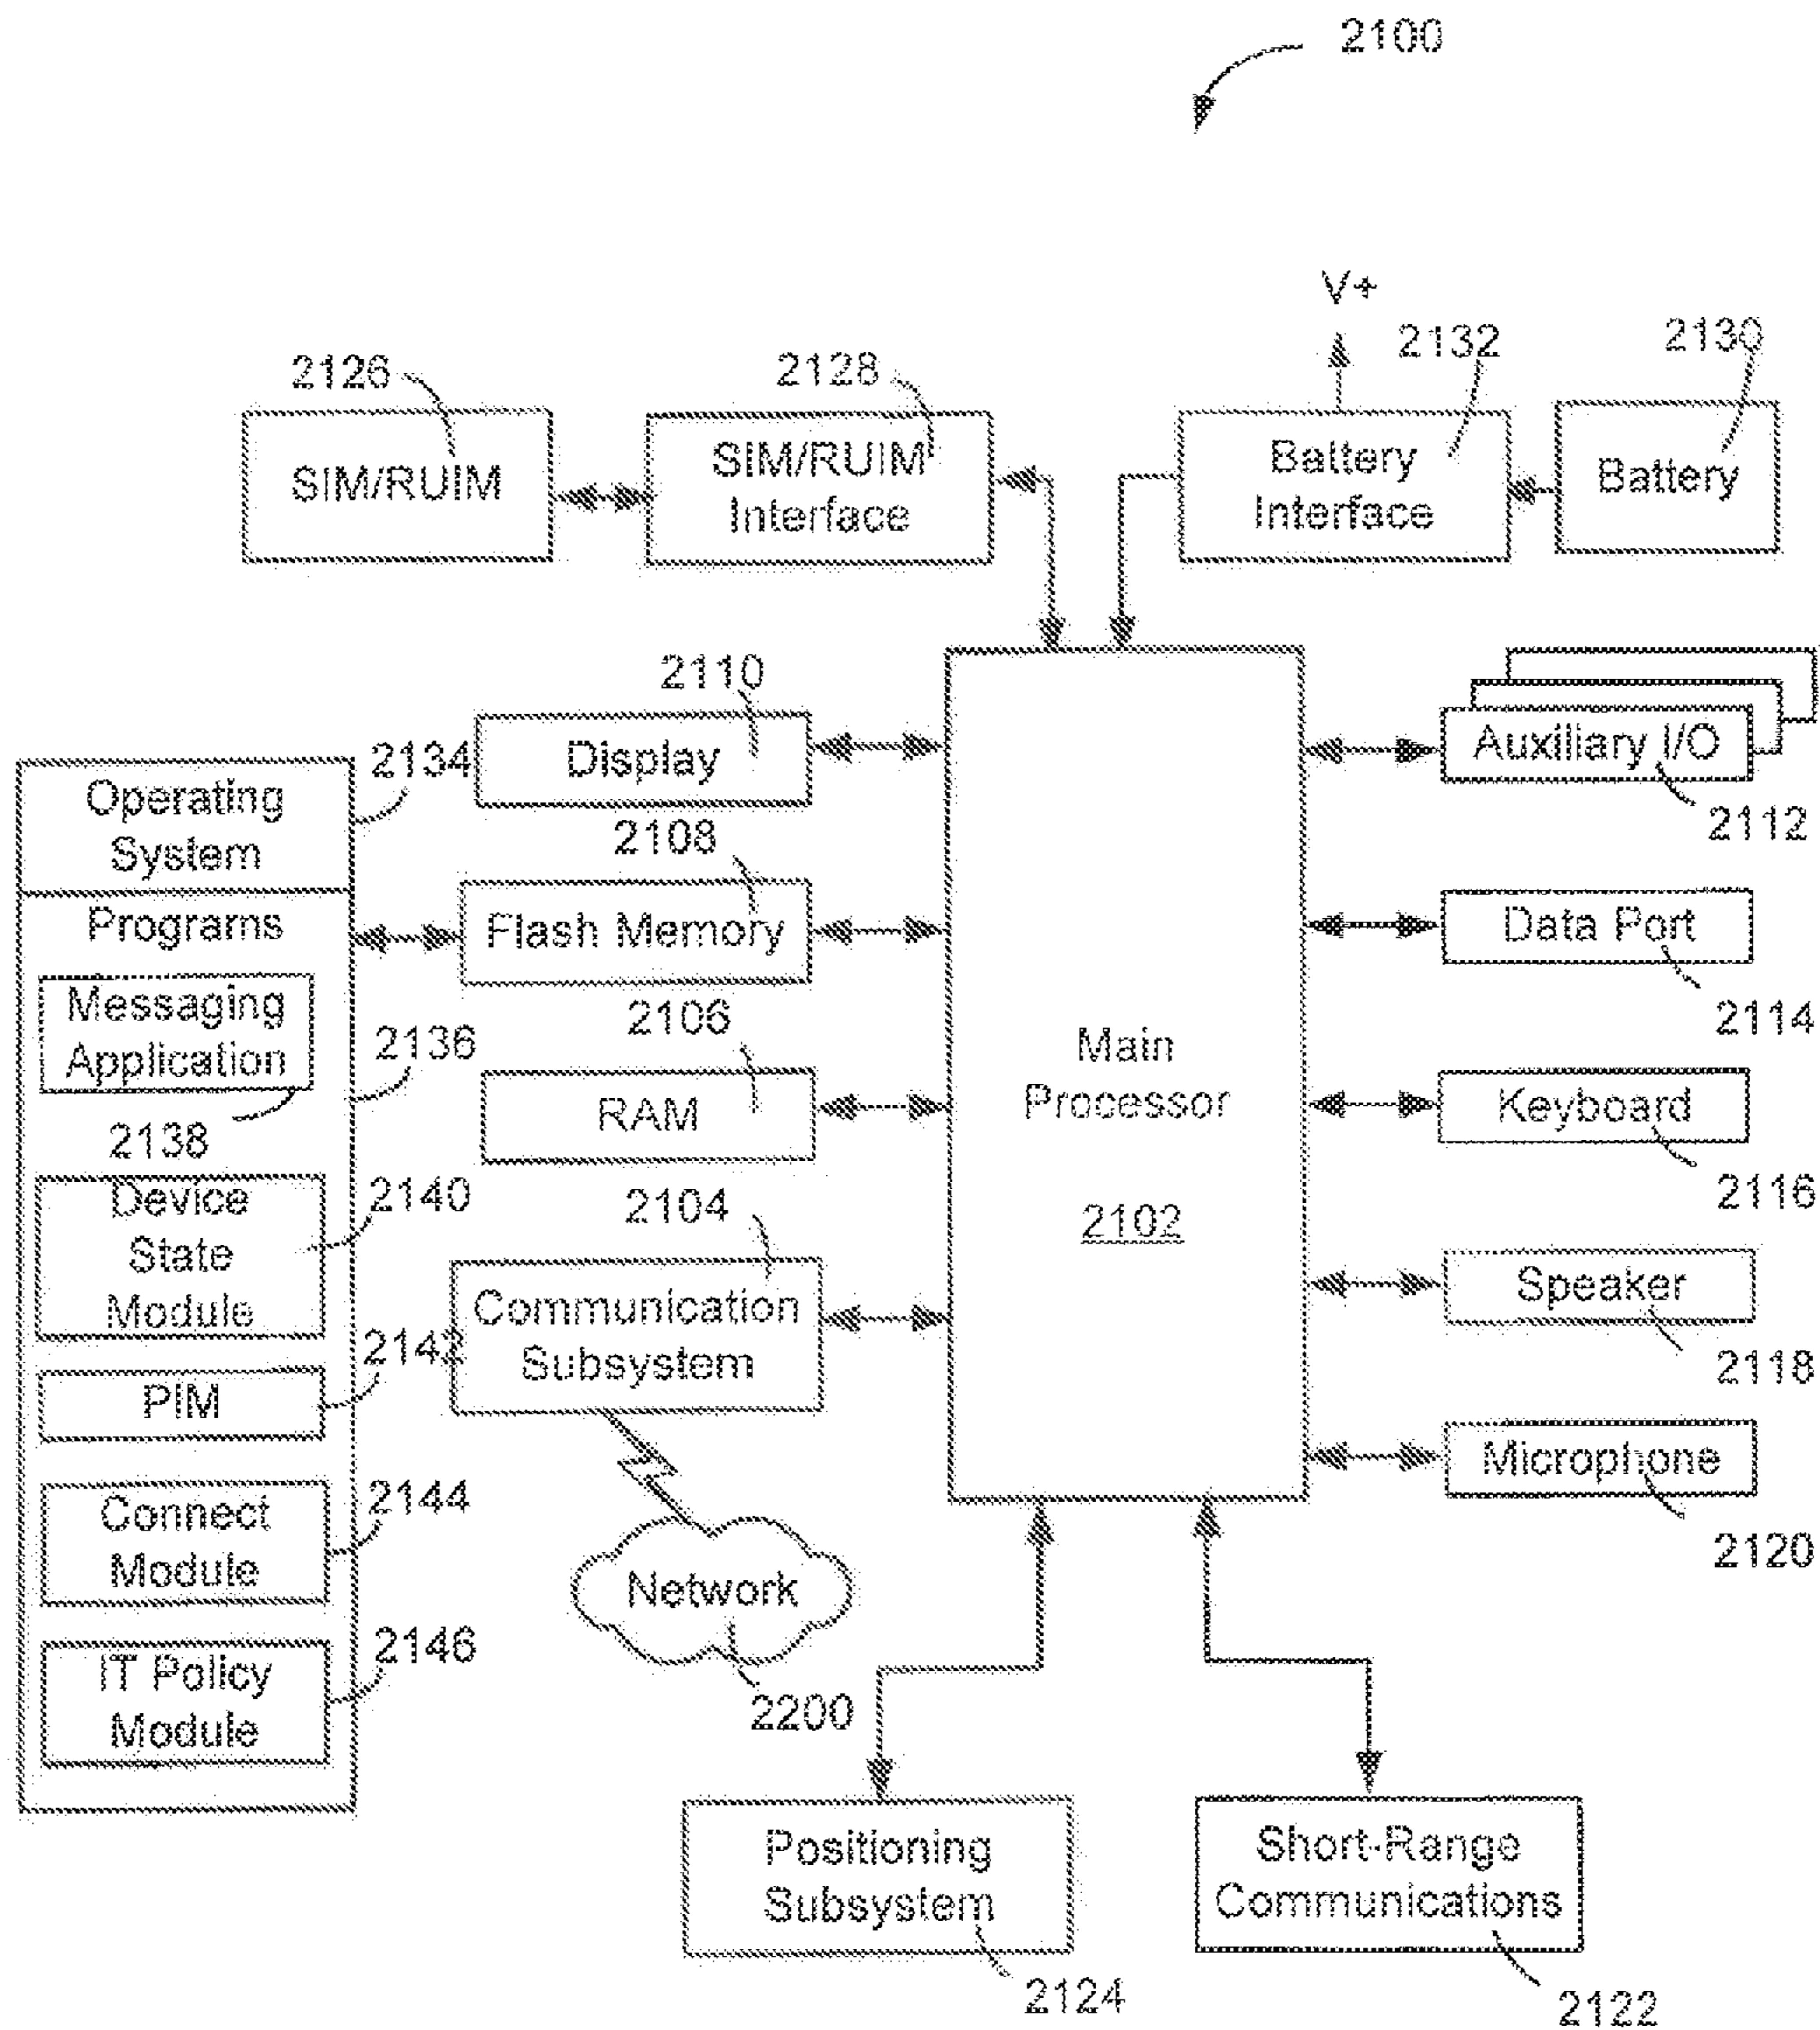 2100
V+
2126
2128
2132
2130
SIM/RUIM
SIM/RUIM
Interface
Battery
Interface
Battery
2110
Display
2134
Operating
System
2108
Flash Memory
Programs
Messaging
Application
2138
2136
2106
RAM
Device
State
Module
2140
2104
Communication
Subsystem
PIM
2142
Connect
Module
2144
IT Policy
Module
2146
Network
2200
Main
Processor
2102
Auxiliary I/O
2112
Data Port
2114
Keyboard
2116
Speaker
2118
Microphone
2120
Positioning
Subsystem
2124
Short-Range
Communications
2122